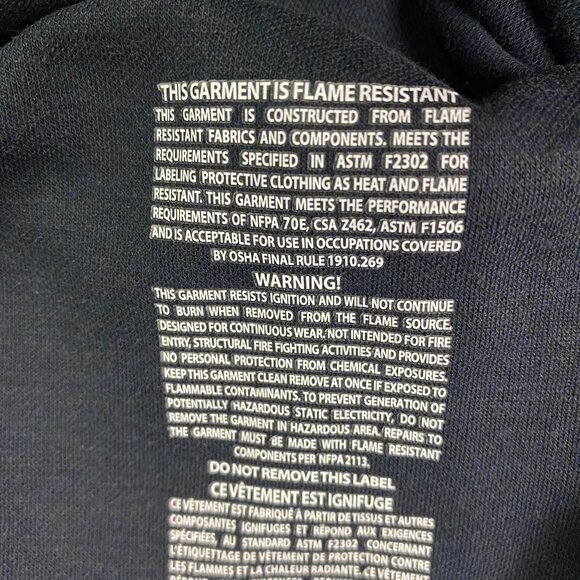 THIS GARMENT IS FLAME RESISTANT
THIS GARMENT IS CONSTRUCTED FROM FLAME
RESISTANT FABRICS AND COMPONENTS. MEETS THE
REQUIREMENTS SPECIFIED IN ASTM F2302 FOR
LABELING PROTECTIVE CLOTHING AS HEAT AND FLAME
RESISTANT. THIS GARMENT MEETS THE PERFORMANCE
REQUIREMENTS OF NFPA 70E, CSA Z462, ASTM F1506
AND IS ACCEPTABLE FOR USE IN OCCUPATIONS COVERED
BY OSHA FINAL RULE 1910.269
WARNING!
THIS GARMENT RESISTS IGNITION AND WILL NOT CONTINUE
TO BURN WHEN REMOVED FROM THE FLAME SOURCE.
DESIGNED FOR CONTINUOUS WEAR. NOT INTENDED FOR FIRE
ENTRY, STRUCTURAL FIRE FIGHTING ACTIVITIES AND PROVIDES
NO PERSONAL PROTECTION FROM CHEMICAL EXPOSURES.
KEEP THIS GARMENT CLEAN REMOVE AT ONCE IF EXPOSED TO
FLAMMABLE CONTAMINANTS. TO PREVENT GENERATION OF
POTENTIALLY HAZARDOUS STATIC ELECTRICITY, DO NOT
REMOVE THE GARMENT IN HAZARDOUS AREA. REPAIRS TO
THE GARMENT MUST BE MADE WITH FLAME RESISTANT
COMPONENTS PER NFPA 2113.
DO NOT REMOVE THIS LABEL
CE VÊTEMENT EST IGNIFUGE
CE VÊTEMENT EST FABRIQUÉ À PARTIR DE TISSUS ET AUTRES
COMPOSANTES IGNIFUGES ET RÉPOND AUX EXIGENCES
SPÉCIFIÉES AU STANDARD ASTM F2302 CONCERNANT
L'ÉTIQUETTAGE DE VÊTEMENT DE PROTECTION CONTRE
LES FLAMMES ET LA CHALEUR RADIANTE. CE VÊTEMENT